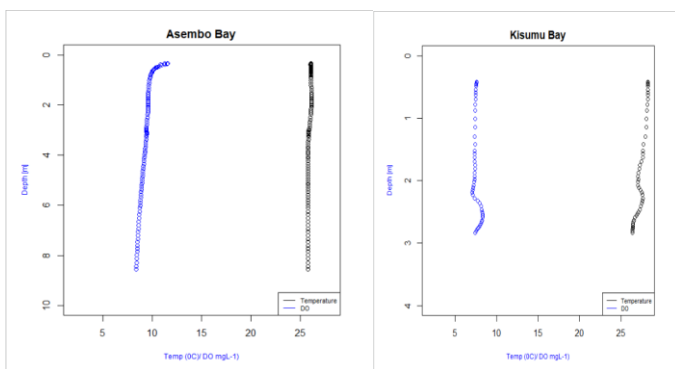 Asembo Bay
0
2
4
6
8
10
Depth [m]
5 10 15 20 25
Temp (0C)/ DO mgL-1)
Temperature
DO
Kisumu Bay
0
1
2
3
4
Depth [m]
5 10 15 20 25
Temp (0C)/ DO mgL-1)
Temperature
DO